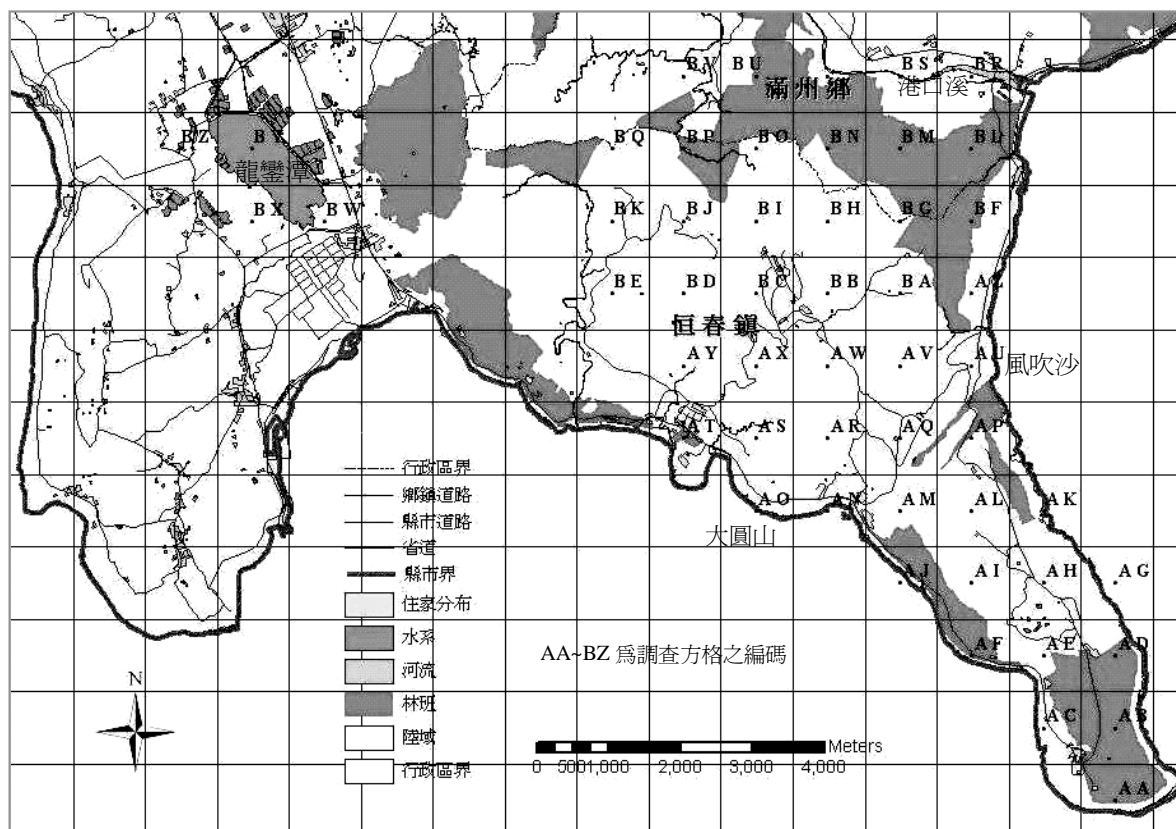 BV BU BS BR
滿州鄉 港口溪
BZ BY BQ BP BO BN BM BL
龍鑾潭
BX BW BK BJ BI BH BG BF
BE BD BC BB BA AZ
恒春鎮
AY AX AW AV AU
風吹沙
AT AS AR AQ AP
行政區界
鄉鎮道路
AO AN AM AL AK
縣市道路
省道
大圓山
縣市界
AJ AI AH AG
住家分布
水系
AA~BZ 爲調查方格之編碼
AF AE AD
河流
N
林班
AC AB
陸域
行政區界
Meters
0 500 1,000 2,000 3,000 4,000
AA